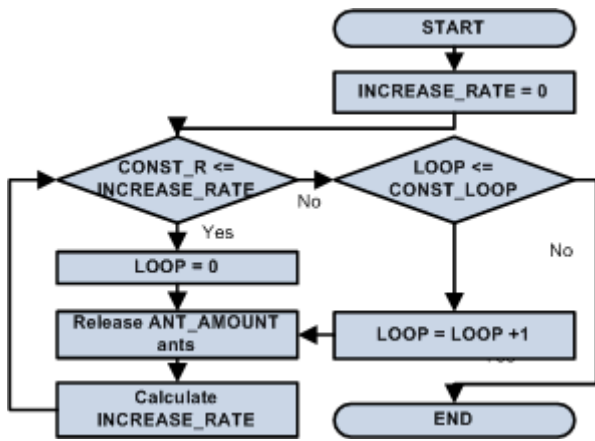 START
INCREASE_RATE = 0
CONST_R <=
INCREASE_RATE
LOOP <=
CONST_LOOP
No
Yes
No
LOOP = 0
Release ANT_AMOUNT
ants
LOOP = LOOP +1
Calculate
INCREASE_RATE
END